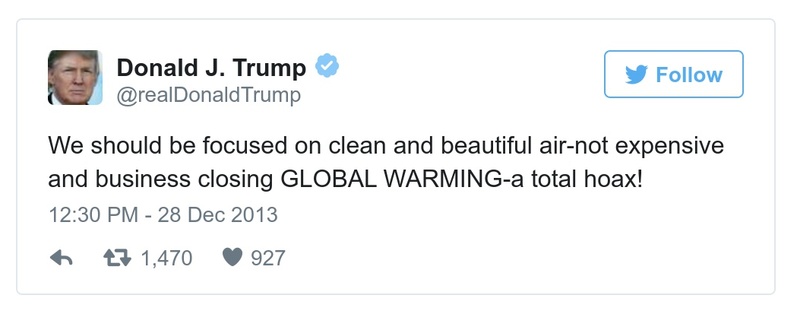 Donald J. Trump
@realDonaldTrump
Follow
We should be focused on clean and beautiful air-not expensive
and business closing GLOBAL WARMING-a total hoax!
12:30 PM - 28 Dec 2013
1,470 927